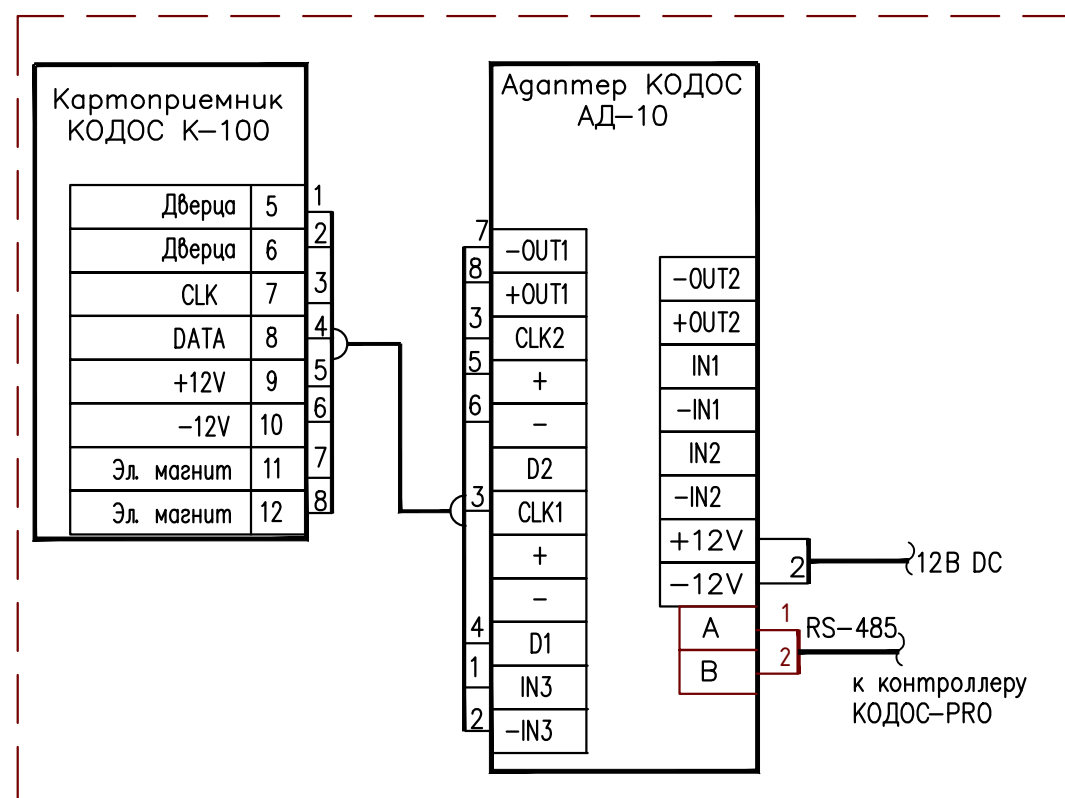 Картоприемник
КОДОС К-100
Дверца 5 1
Дверца 6 2
CLK 7 3
DATA 8 4
+12V 9 5
-12V 10 6
Эл. магнит 11 7
Эл. магнит 12 8
Адаптер КОДОС
АД-10
7 -OUT1
8 +OUT1
3 CLK2
5 +
6 -
D2
3 CLK1
+
-
4 D1
1 IN3
2 -IN3
-OUT2
+OUT2
IN1
-IN1
IN2
-IN2
+12V
-12V 2 12В DC
A 1 RS-485
B 2
к контроллеру
КОДОС-PRO